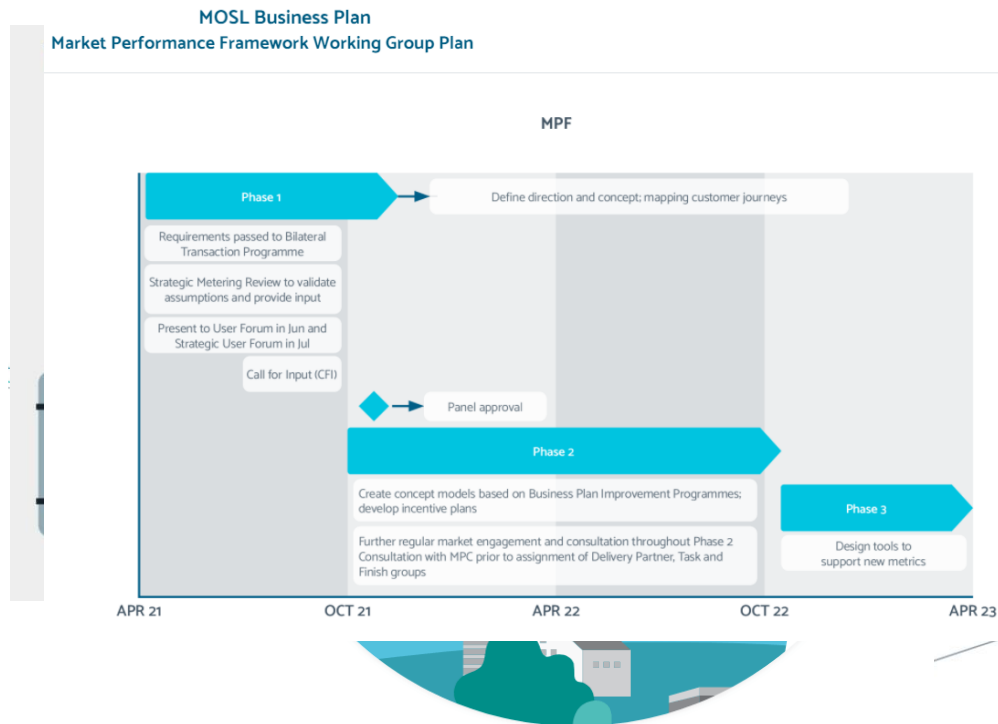 MOSL Business Plan
Market Performance Framework Working Group Plan
MPF
Phase 1
Define direction and concept; mapping customer journeys
Requirements passed to Bilateral
Transaction Programme
Strategic Metering Review to validate
assumptions and provide input
Present to User Forum in Jun and
Strategic User Forum in Jul
Call for Input (CFI)
Panel approval
Phase 2
Create concept models based on Business Plan Improvement Programmes;
develop incentive plans
Further regular market engagement and consultation throughout Phase 2
Consultation with MPC prior to assignment of Delivery Partner, Task and
Finish groups
Phase 3
Design tools to
support new metrics
APR 21
OCT 21
APR 22
OCT 22
APR 23